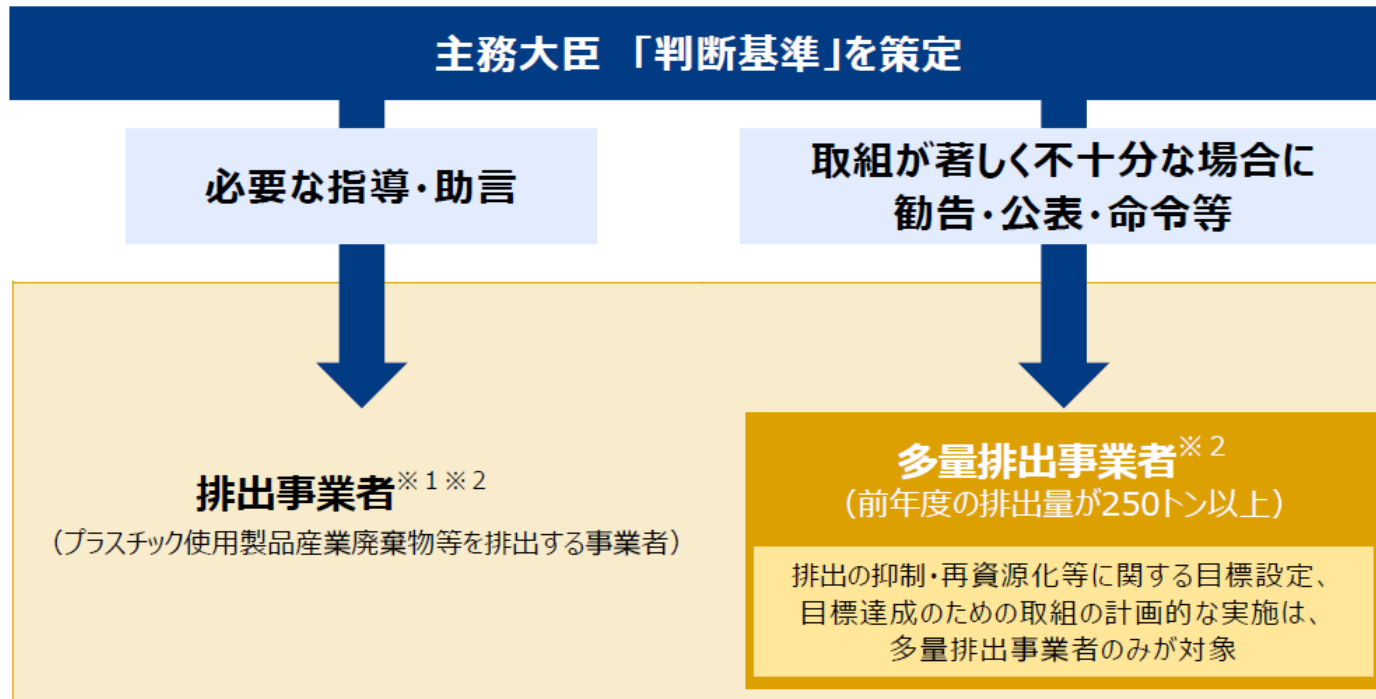 主務大臣 「判断基準」を策定
必要な指導・助言
取組が著しく不十分な場合に
勧告・公表・命令等
排出事業者※1※2
（プラスチック使用製品産業廃棄物等を排出する事業者）
多量排出事業者※2
（前年度の排出量が250トン以上）
排出の抑制・再資源化等に関する目標設定、
目標達成のための取組の計画的な実施は、
多量排出事業者のみが対象